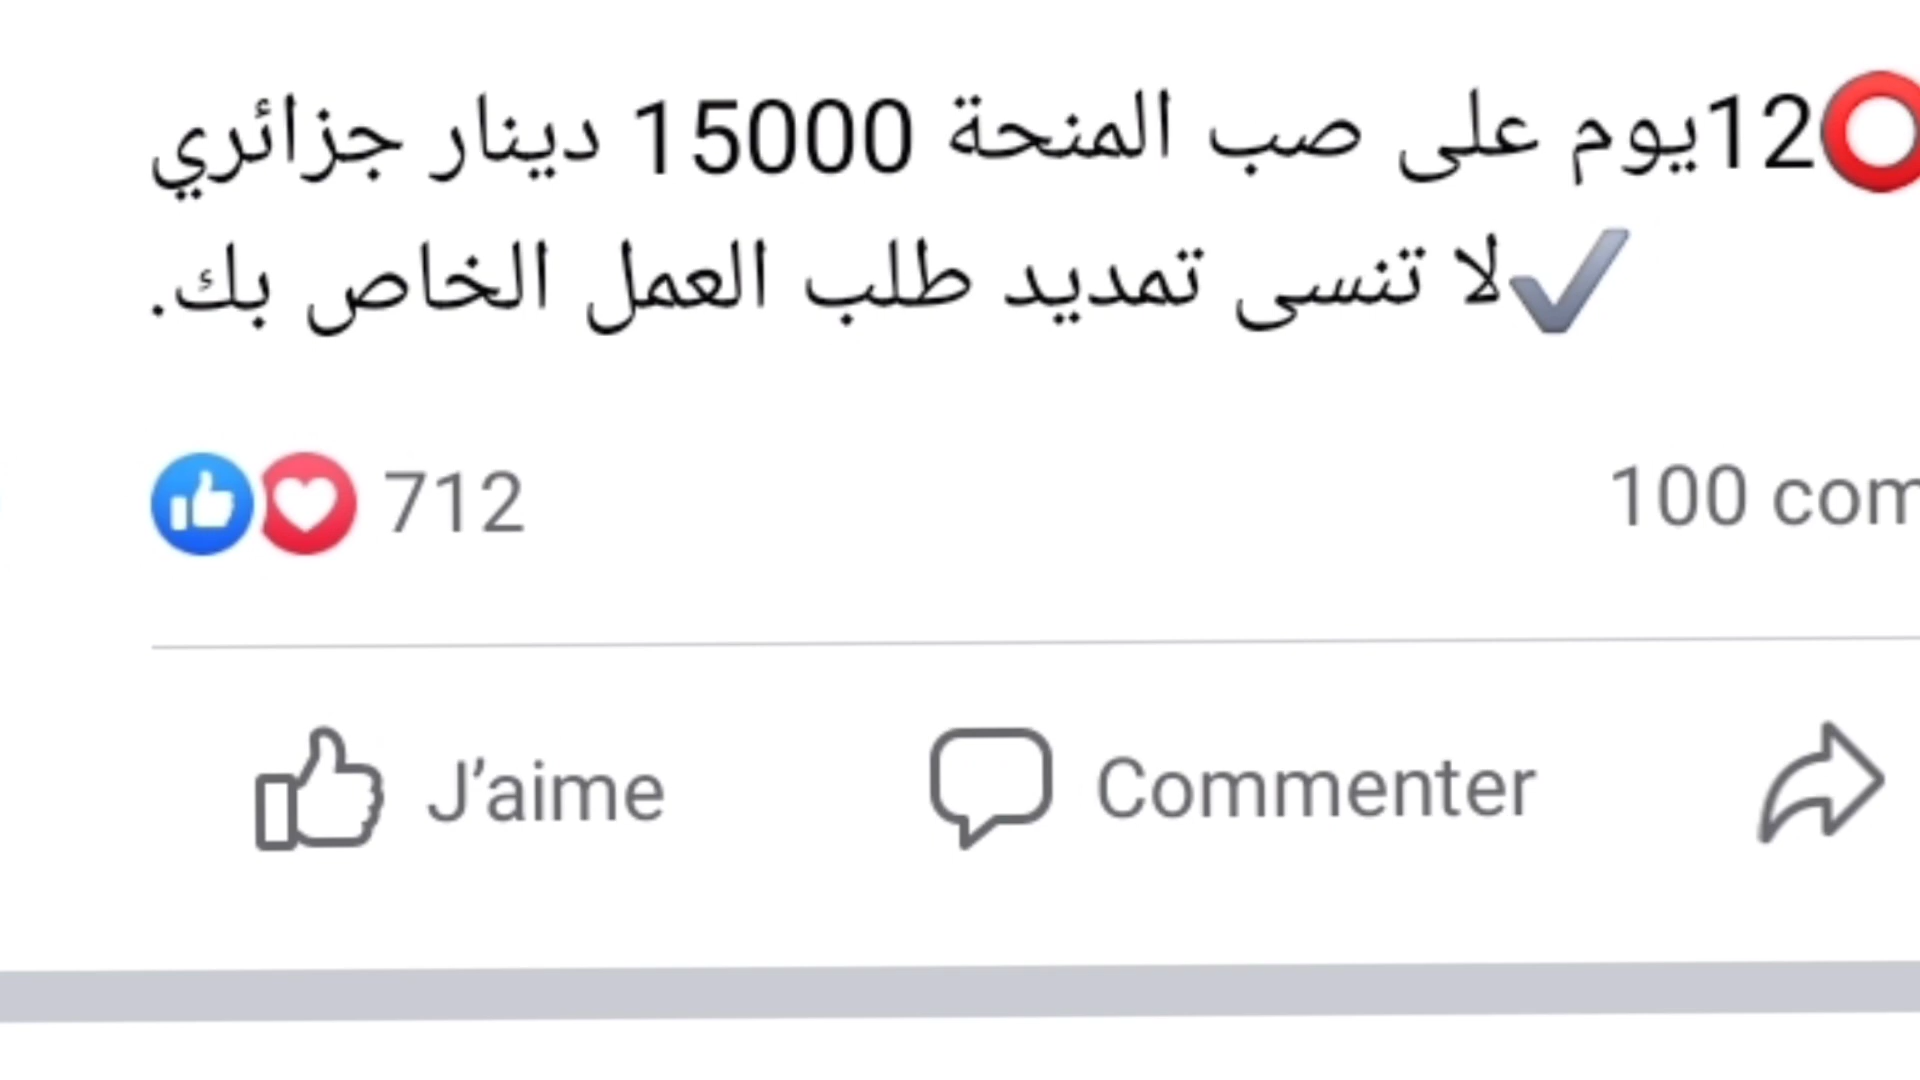 ⭕12يوم على صب المنحة 15000 دينار جزائري
✔لا تنسى تمديد طلب العمل الخاص بك.
712
100 com
J’aime
Commenter